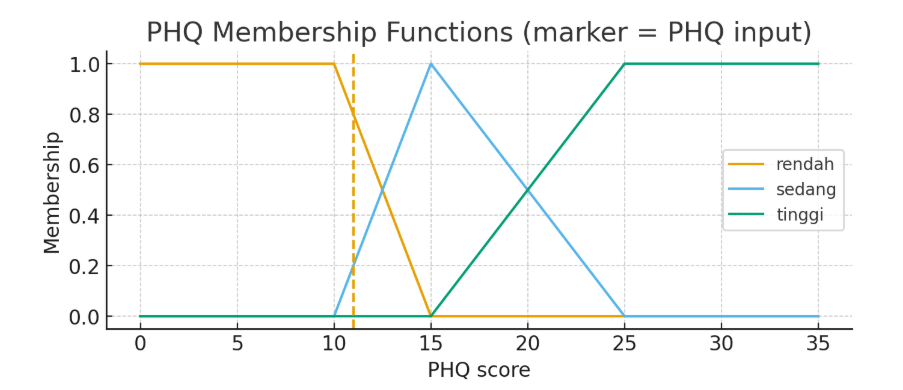 PHQ Membership Functions (marker = PHQ input)
1.0
0.8
0.6
0.4
0.2
0.0
Membership
rendah
sedang
tinggi
0 5 10 15 20 25 30 35
PHQ score